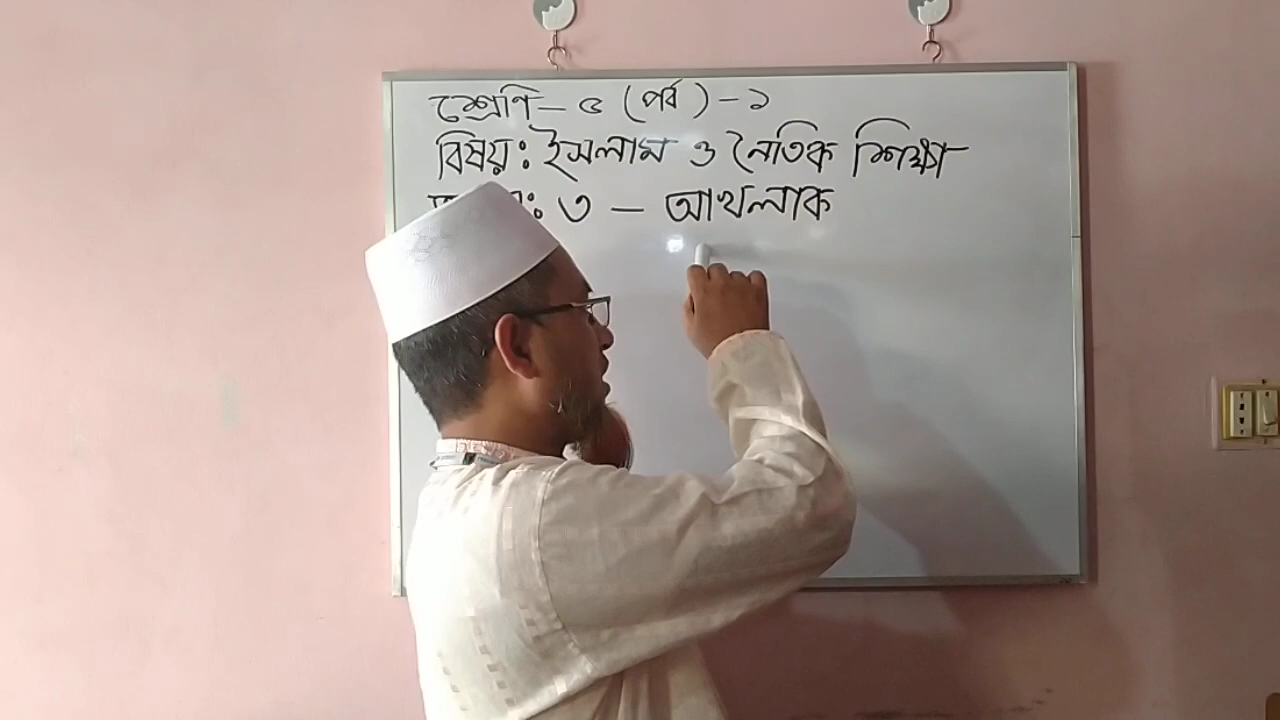 শ্রেণি - ৫ (পর্ব) - ১
বিষয়ঃ ইসলাম ও নৈতিক শিক্ষা
৩ - আখলাক